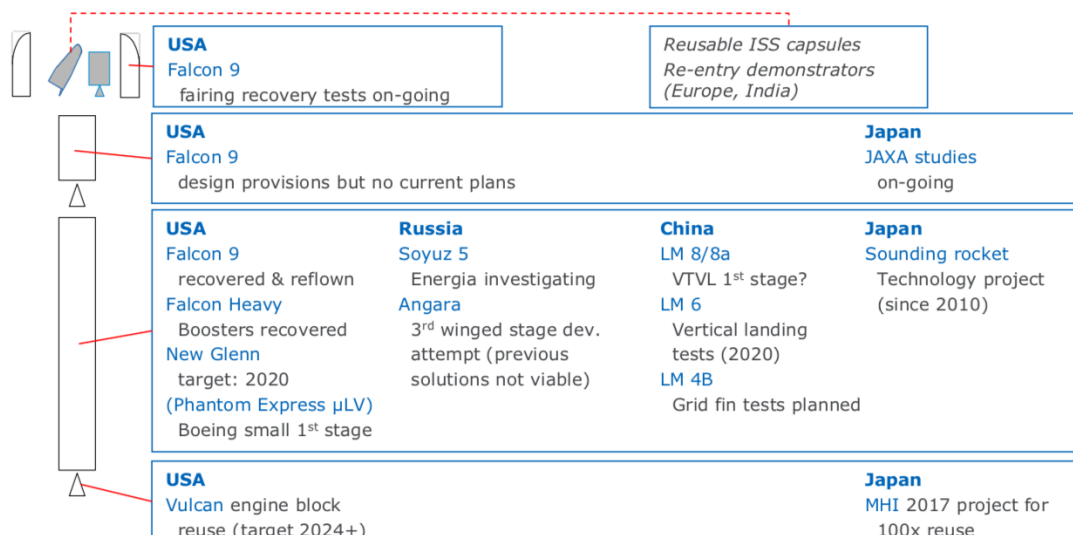 USA
Falcon 9
fairing recovery tests on-going
Reusable ISS capsules
Re-entry demonstrators
(Europe, India)
USA
Falcon 9
design provisions but no current plans
Japan
JAXA studies
on-going
USA
Falcon 9
recovered & reflown
Falcon Heavy
Boosters recovered
New Glenn
target: 2020
(Phantom Express µLV)
Boeing small 1st stage
Russia
Soyuz 5
Energia investigating
Angara
3rd winged stage dev.
attempt (previous
solutions not viable)
China
LM 8/8a
VTVL 1st stage?
LM 6
Vertical landing
tests (2020)
LM 4B
Grid fin tests planned
Japan
Sounding rocket
Technology project
(since 2010)
USA
Vulcan engine block
reuse (target 2024+)
Japan
MHI 2017 project for
100x reuse